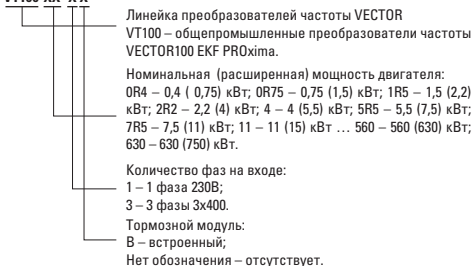 Линейка преобразователей частоты VECTOR
VT100 – общепромышленные преобразователи частоты
VECTOR100 EKF PROxima.
Номинальная (расширенная) мощность двигателя:
0R4 – 0,4 ( 0,75) кВт; 0R75 – 0,75 (1,5) кВт; 1R5 – 1,5 (2,2)
кВт; 2R2 – 2,2 (4) кВт; 4 – 4 (5,5) кВт; 5R5 – 5,5 (7,5) кВт;
7R5 – 7,5 (11) кВт; 11 – 11 (15) кВт … 560 – 560 (630) кВт;
630 – 630 (750) кВт.
Количество фаз на входе:
1 – 1 фаза 230В;
3 – 3 фазы 3х400.
Тормозной модуль:
В – встроенный;
Нет обозначения – отсутствует.